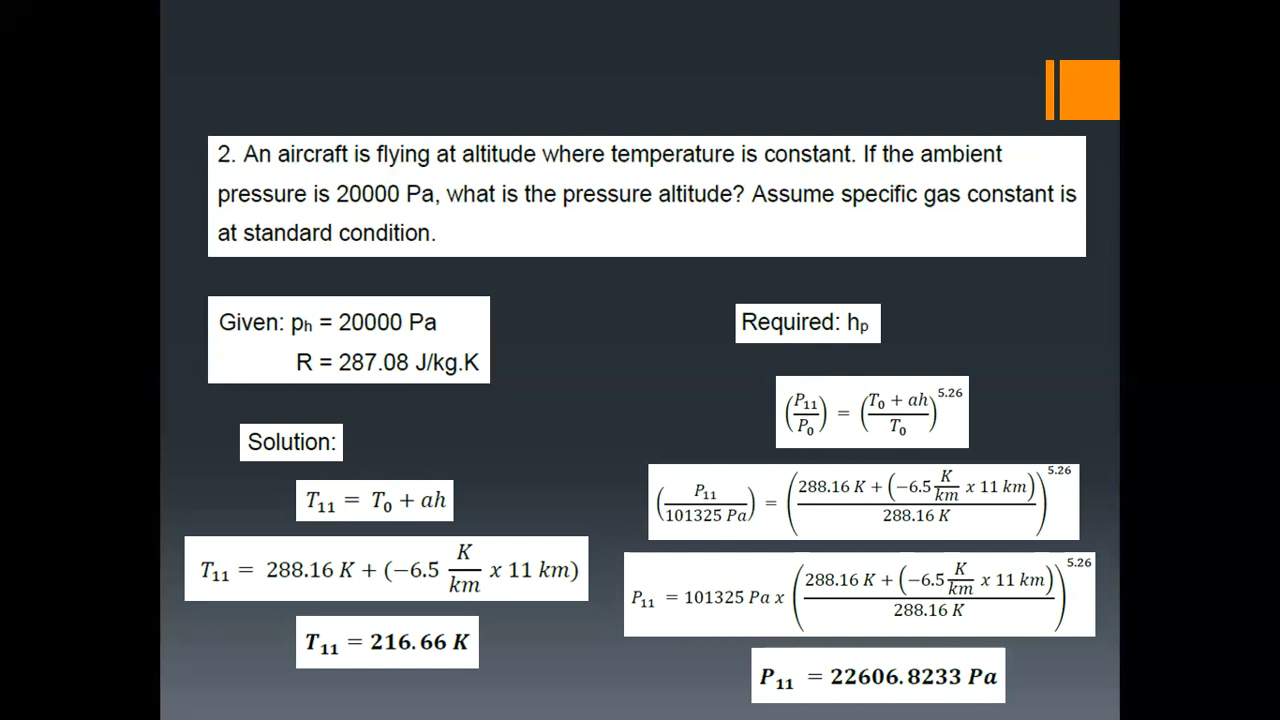 2. An aircraft is flying at altitude where temperature is constant. If the ambient
pressure is 20000 Pa, what is the pressure altitude? Assume specific gas constant is
at standard condition.
Given: pₕ = 20000 Pa
R = 287.08 J/kg.K
Required: hₚ
Solution:
T₁₁ = T₀ + ah
T₁₁ = 288.16 K + (−6.5 K/km x 11 km)
T₁₁ = 216.66 K
(P₁₁/P₀) = ((T₀ + ah)/T₀)^5.26
(P₁₁/101325 Pa) = ((288.16 K + (−6.5 K/km x 11 km))/288.16 K)^5.26
P₁₁ = 101325 Pa x ((288.16 K + (−6.5 K/km x 11 km))/288.16 K)^5.26
P₁₁ = 22606.8233 Pa